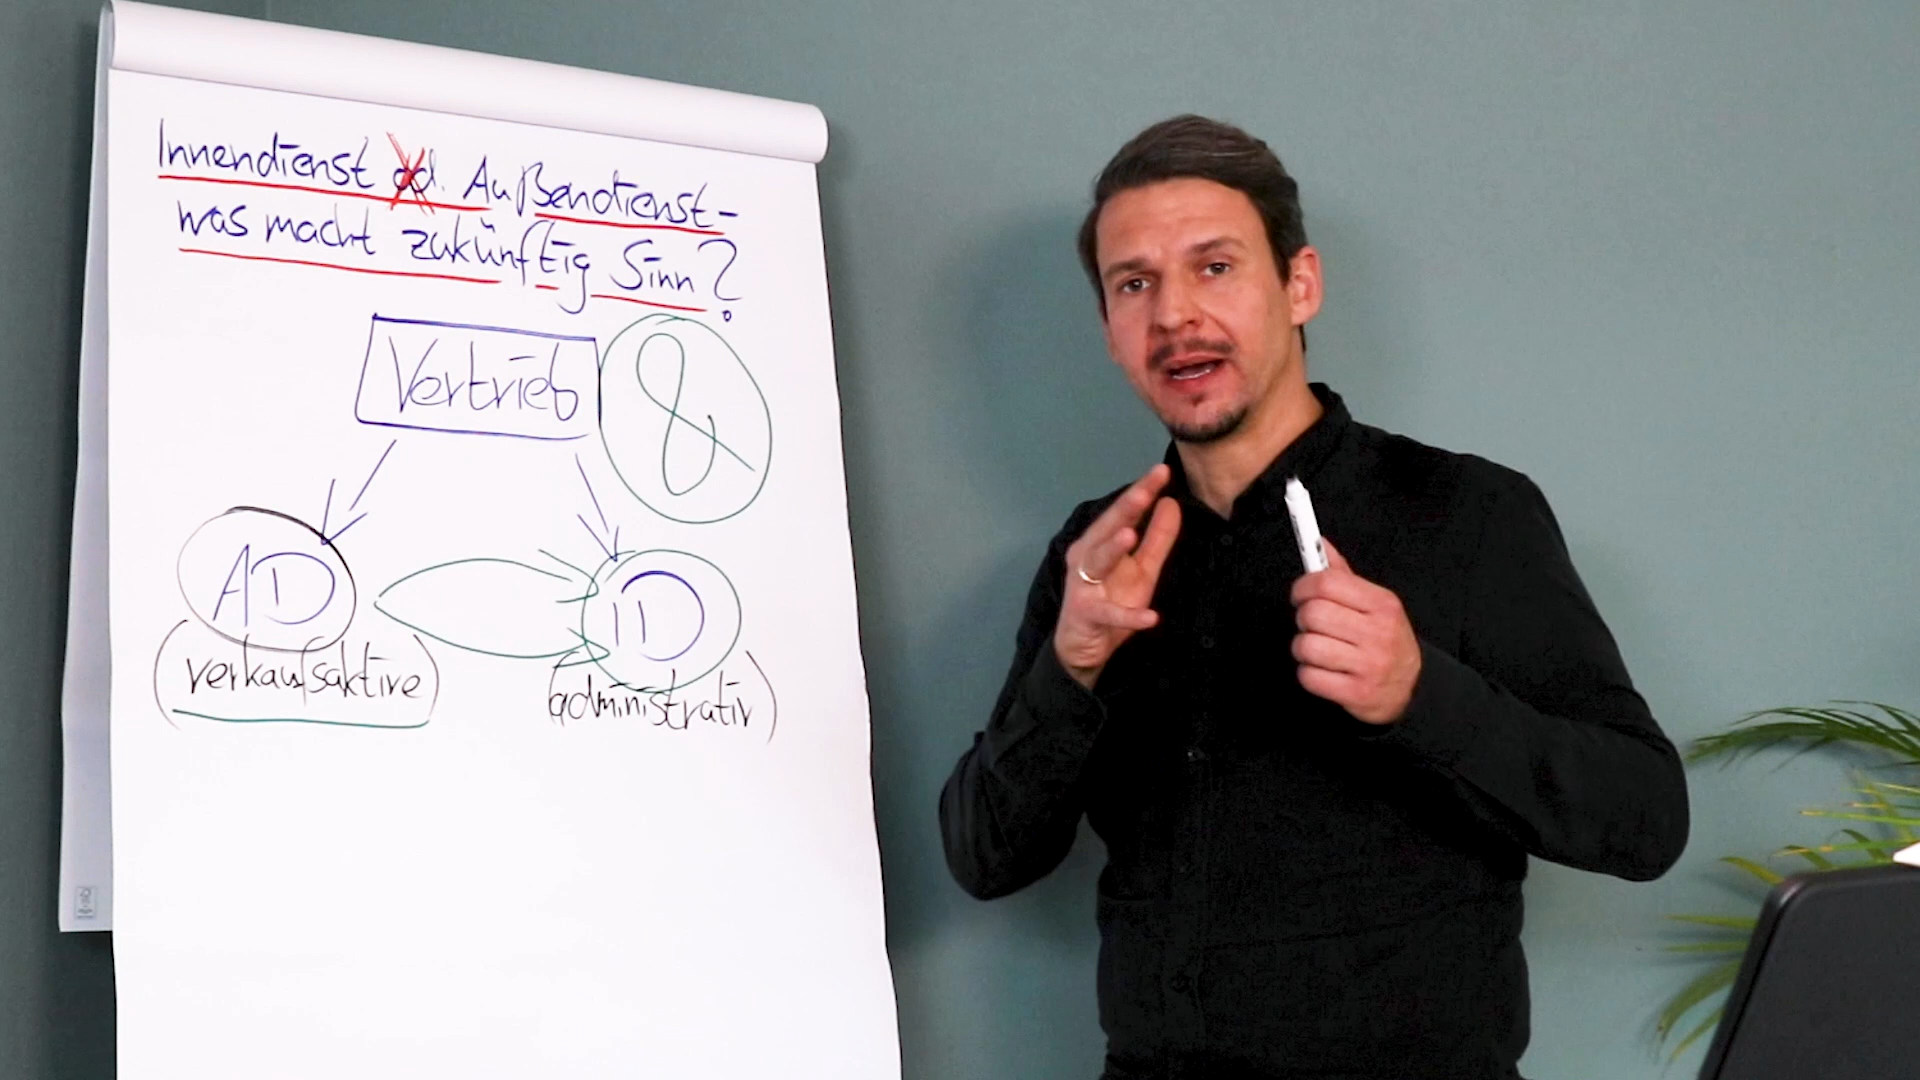 Innendienst od. Außendienst -
was macht zukünftig Sinn?
Vertrieb
&
AD
ID
(verkaufsaktive)
(administrativ)